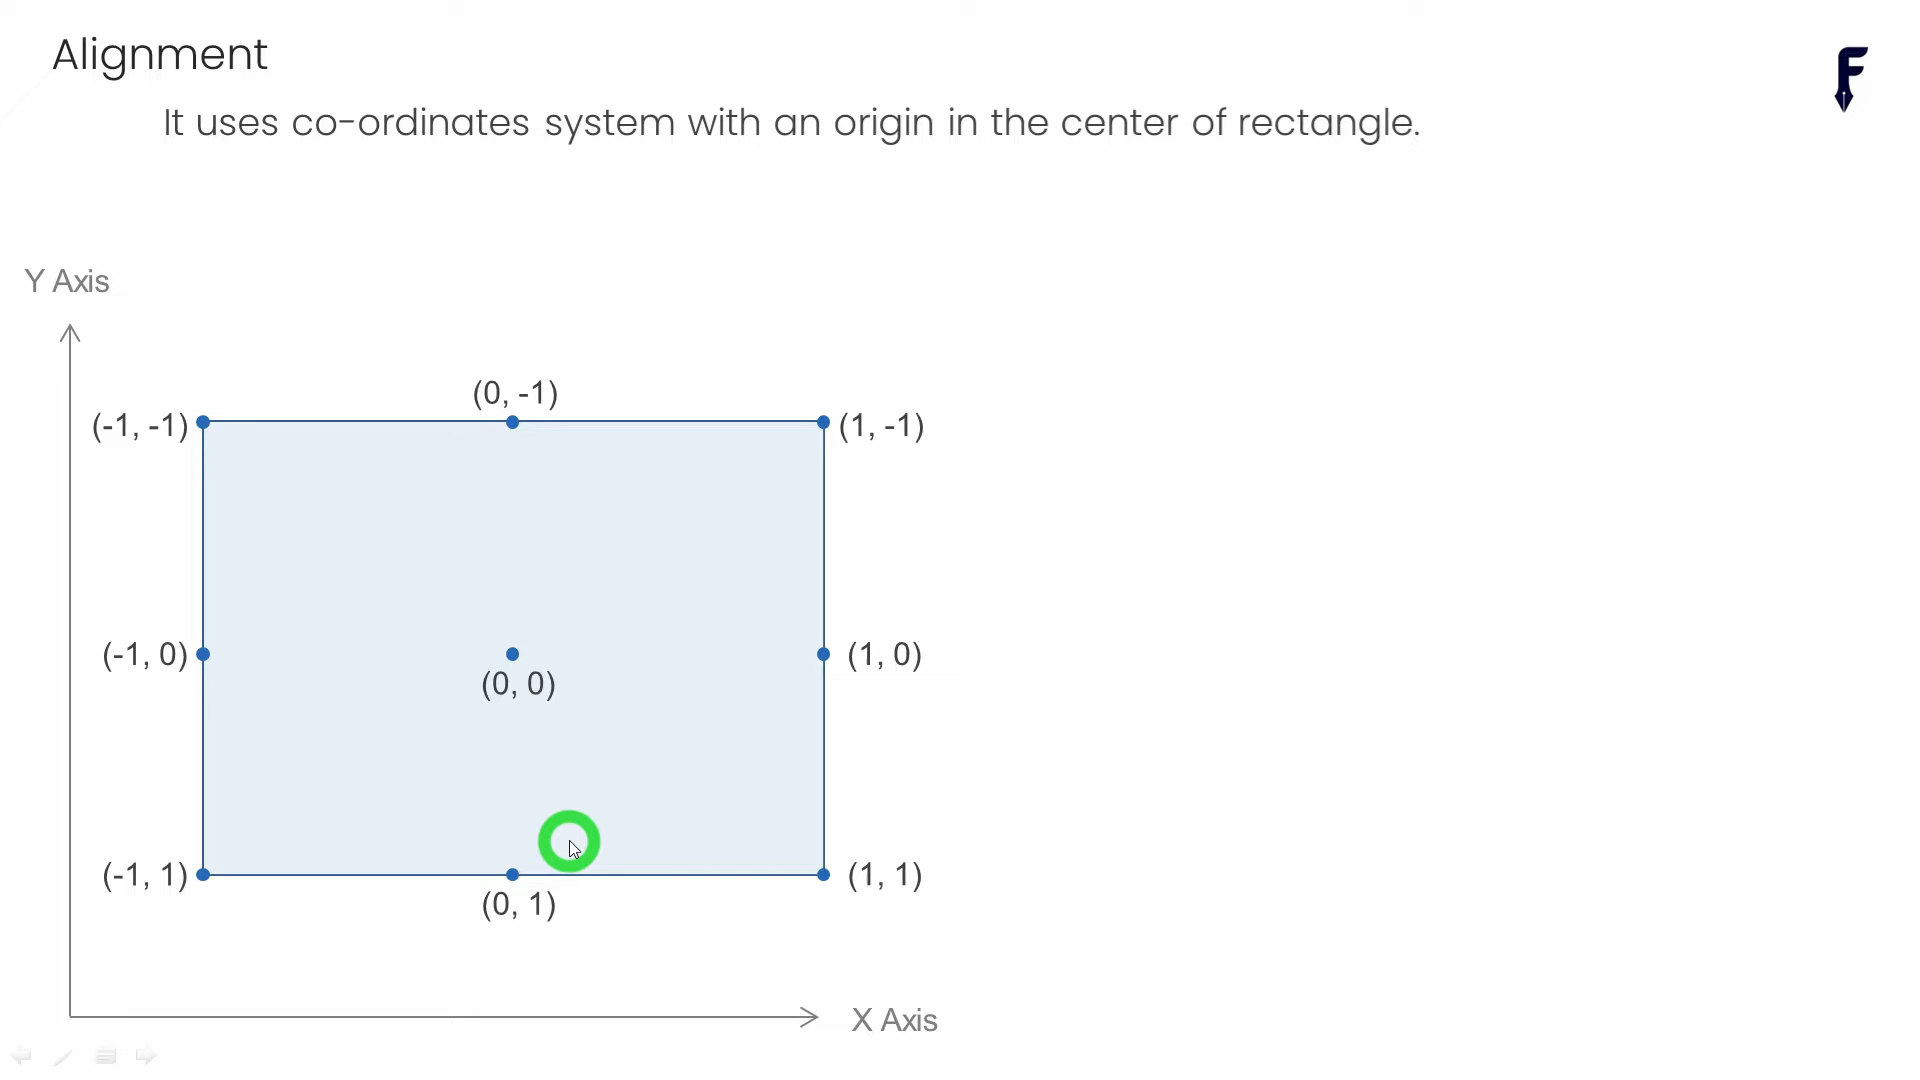 Alignment
It uses co-ordinates system with an origin in the center of rectangle.
Y Axis
(0, -1)
(-1, -1)
(1, -1)
(-1, 0)
(1, 0)
(0, 0)
(-1, 1)
(1, 1)
(0, 1)
X Axis